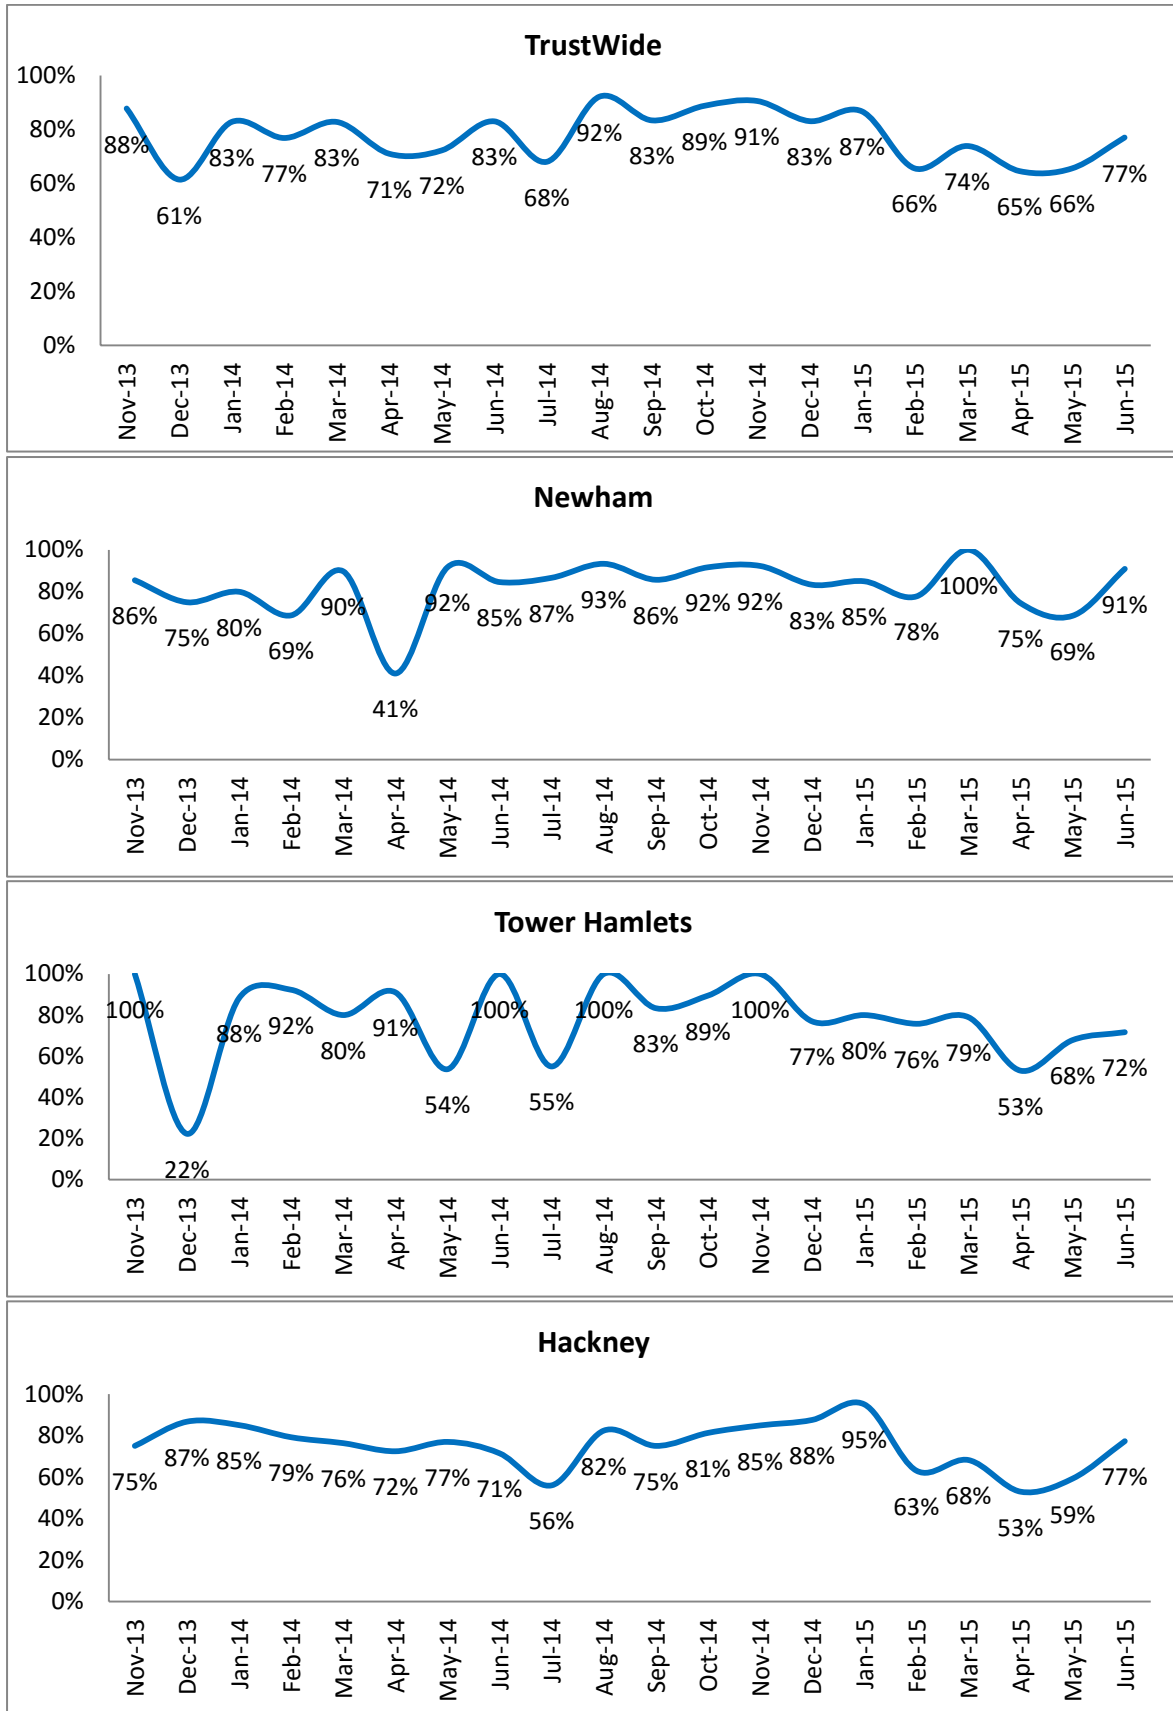 TrustWide
100%
80%
60%
40%
20%
0%
88%
61%
83%
77%
83%
71%
72%
83%
68%
92%
83%
89%
91%
83%
87%
66%
74%
65%
66%
77%
Nov-13
Dec-13
Jan-14
Feb-14
Mar-14
Apr-14
May-14
Jun-14
Jul-14
Aug-14
Sep-14
Oct-14
Nov-14
Dec-14
Jan-15
Feb-15
Mar-15
Apr-15
May-15
Jun-15
Newham
100%
80%
60%
40%
20%
0%
86%
75%
80%
69%
90%
41%
92%
85%
87%
93%
86%
92%
92%
83%
85%
78%
100%
75%
69%
91%
Nov-13
Dec-13
Jan-14
Feb-14
Mar-14
Apr-14
May-14
Jun-14
Jul-14
Aug-14
Sep-14
Oct-14
Nov-14
Dec-14
Jan-15
Feb-15
Mar-15
Apr-15
May-15
Jun-15
Tower Hamlets
100%
80%
60%
40%
20%
0%
100%
22%
88%
92%
80%
91%
54%
100%
55%
100%
83%
89%
100%
77%
80%
76%
79%
53%
68%
72%
Nov-13
Dec-13
Jan-14
Feb-14
Mar-14
Apr-14
May-14
Jun-14
Jul-14
Aug-14
Sep-14
Oct-14
Nov-14
Dec-14
Jan-15
Feb-15
Mar-15
Apr-15
May-15
Jun-15
Hackney
100%
80%
60%
40%
20%
0%
75%
87%
85%
79%
76%
72%
77%
71%
56%
82%
75%
81%
85%
88%
95%
63%
68%
53%
59%
77%
Nov-13
Dec-13
Jan-14
Feb-14
Mar-14
Apr-14
May-14
Jun-14
Jul-14
Aug-14
Sep-14
Oct-14
Nov-14
Dec-14
Jan-15
Feb-15
Mar-15
Apr-15
May-15
Jun-15